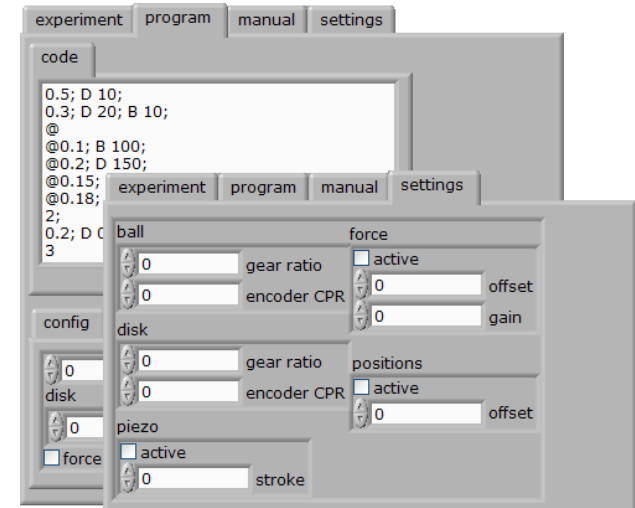 experiment program manual settings
code
0.5; D 10;
0.3; D 20; B 10;
@
@0.1; B 100;
@0.2; D 150;
@0.15;
@0.18;
2;
0.2; D 0
3
config
0
disk
0
force
experiment program manual settings
ball
0 gear ratio
0 encoder CPR
disk
0 gear ratio
0 encoder CPR
piezo
active
0 stroke
force
active
0 offset
0 gain
positions
active
0 offset